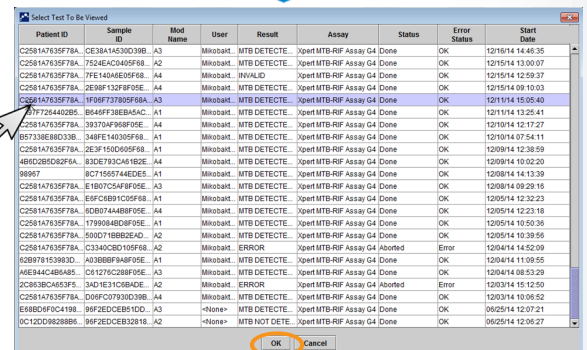 Select Test To Be Viewed
Patient ID Sample ID Mod Name User Result Assay Status Error Status Start Date
C2581A7635F78A... CE38A1A530D39B... A3 Mikobakt... MTB DETECTE... Xpert MTB-RIF Assay G4 Done OK 12/16/14 14:46:35
C2581A7635F78A... 7524EAC0405F68... A2 Mikobakt... MTB DETECTE... Xpert MTB-RIF Assay G4 Done OK 12/15/14 13:00:07
C2581A7635F78A... 7FE140A6E05F68... A4 Mikobakt... INVALID Xpert MTB-RIF Assay G4 Done OK 12/15/14 12:59:37
C2581A7635F78A... 2E98F132F8F05E... A4 Mikobakt... MTB DETECTE... Xpert MTB-RIF Assay G4 Done OK 12/15/14 09:10:03
C2581A7635F78A... 1F06F737805F68A... A3 Mikobakt... MTB DETECTE... Xpert MTB-RIF Assay G4 Done OK 12/11/14 15:05:40
B646FF38EBA5AC... A1 Mikobakt... MTB DETECTE... Xpert MTB-RIF Assay G4 Done OK 12/11/14 13:25:41
C2581A7635F78A... 39370AF968F05E... A4 Mikobakt... MTB DETECTE... Xpert MTB-RIF Assay G4 Done OK 12/10/14 12:17:27
B57338E88D33B... 348FE140305F68... A1 Mikobakt... MTB DETECTE... Xpert MTB-RIF Assay G4 Done OK 12/10/14 07:54:11
C2581A7635F78A... 2E3F150D605F68... A1 Mikobakt... MTB DETECTE... Xpert MTB-RIF Assay G4 Done OK 12/09/14 12:38:59
4B6D2B5D82F6A... 83DE793CA61B2E... A4 Mikobakt... MTB DETECTE... Xpert MTB-RIF Assay G4 Done OK 12/09/14 10:02:20
98967 8C71565744EDE5... A1 Mikobakt... MTB DETECTE... Xpert MTB-RIF Assay G4 Done OK 12/08/14 14:13:39
C2581A7635F78A... E1B07C5AF8F05E... A3 Mikobakt... MTB DETECTE... Xpert MTB-RIF Assay G4 Done OK 12/08/14 09:29:16
C2581A7635F78A... E6FC6B91C05F68... A1 Mikobakt... MTB DETECTE... Xpert MTB-RIF Assay G4 Done OK 12/05/14 12:32:23
C2581A7635F78A... 6DB074A4B8F05E... A4 Mikobakt... MTB DETECTE... Xpert MTB-RIF Assay G4 Done OK 12/05/14 12:23:18
C2581A7635F78A... 1799084BD8F05E... A1 Mikobakt... MTB DETECTE... Xpert MTB-RIF Assay G4 Done OK 12/05/14 10:50:36
C2581A7635F78A... 500D71BBB2EAD... A2 Mikobakt... MTB DETECTE... Xpert MTB-RIF Assay G4 Done OK 12/05/14 10:39:56
C2581A7635F78A... C3340CBD105F68... A2 Mikobakt... ERROR Xpert MTB-RIF Assay G4 Aborted Error 12/04/14 14:52:09
62B978153983D... A03BBBF9A8F05E... A1 Mikobakt... MTB DETECTE... Xpert MTB-RIF Assay G4 Done OK 12/04/14 11:09:55
A6E944C4B6A85... C61276C288F05E... A3 Mikobakt... MTB DETECTE... Xpert MTB-RIF Assay G4 Done OK 12/04/14 08:53:29
2C863BCA653F5... 3AD1E31C6BADE... A2 Mikobakt... ERROR Xpert MTB-RIF Assay G4 Aborted Error 12/03/14 15:12:50
C2581A7635F78A... D06FC07930D39B... A4 Mikobakt... MTB DETECTE... Xpert MTB-RIF Assay G4 Done OK 12/03/14 10:06:52
E68BD6F0C4198... 96F2EDCEB51DD... A3 <None> MTB DETECTE... Xpert MTB-RIF Assay G4 Done OK 06/25/14 12:07:21
0C12DD98288B6... 96F2EDCEB32818... A2 <None> MTB NOT DETE... Xpert MTB-RIF Assay G4 Done OK 06/25/14 12:06:27
OK Cancel